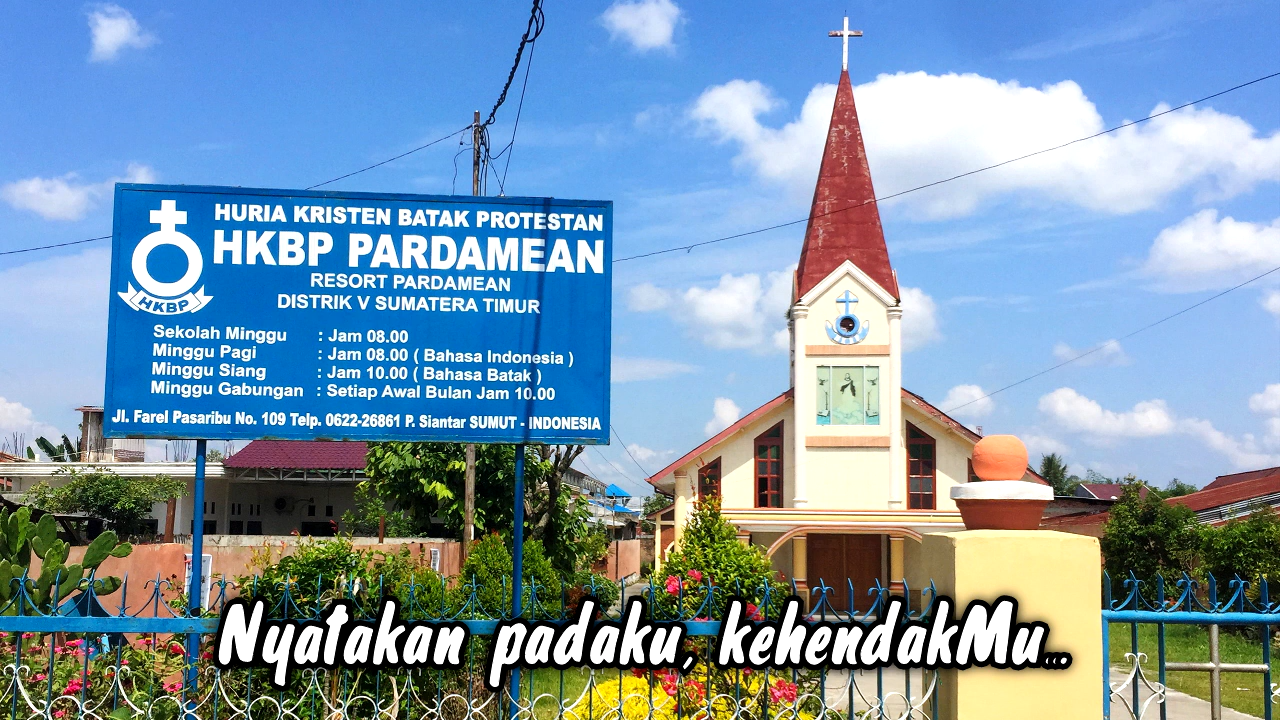 HURIA KRISTEN BATAK PROTESTAN
HKBP PARDAMEAN
RESORT PARDAMEAN
DISTRIK V SUMATERA TIMUR
HKBP
Sekolah Minggu : Jam 08.00
Minggu Pagi : Jam 08.00 ( Bahasa Indonesia )
Minggu Siang : Jam 10.00 ( Bahasa Batak )
Minggu Gabungan : Setiap Awal Bulan Jam 10.00
Jl. Farel Pasaribu No. 109 Telp. 0622-26861 P. Siantar SUMUT - INDONESIA
Nyatakan padaku, kehendakMu...